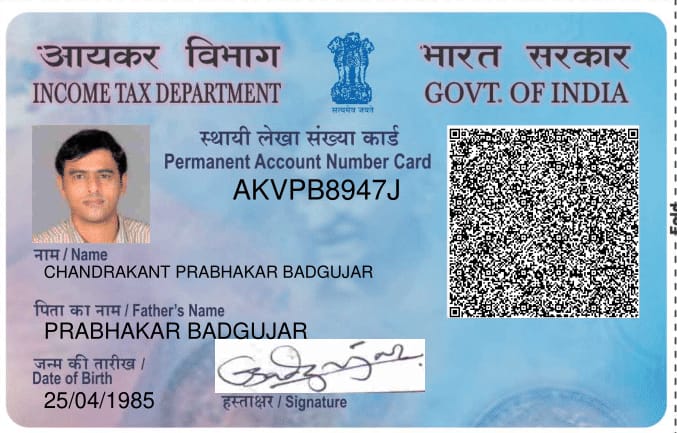 आयकर विभाग
INCOME TAX DEPARTMENT
सत्यमेव जयते
भारत सरकार
GOVT. OF INDIA
स्थायी लेखा संख्या कार्ड
Permanent Account Number Card
AKVPB8947J
नाम / Name
CHANDRAKANT PRABHAKAR BADGUJAR
पिता का नाम / Father's Name
PRABHAKAR BADGUJAR
जन्म की तारीख /
Date of Birth
25/04/1985
हस्ताक्षर / Signature
Fold